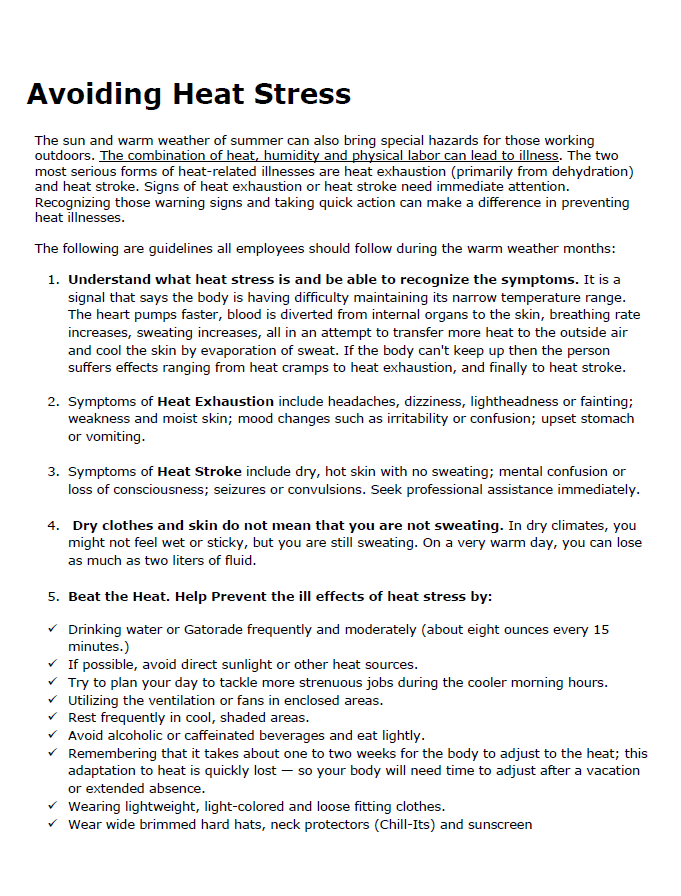 Avoiding Heat Stress
The sun and warm weather of summer can also bring special hazards for those working
outdoors. The combination of heat, humidity and physical labor can lead to illness. The two
most serious forms of heat-related illnesses are heat exhaustion (primarily from dehydration)
and heat stroke. Signs of heat exhaustion or heat stroke need immediate attention.
Recognizing those warning signs and taking quick action can make a difference in preventing
heat illnesses.
The following are guidelines all employees should follow during the warm weather months:
1. Understand what heat stress is and be able to recognize the symptoms. It is a
signal that says the body is having difficulty maintaining its narrow temperature range.
The heart pumps faster, blood is diverted from internal organs to the skin, breathing rate
increases, sweating increases, all in an attempt to transfer more heat to the outside air
and cool the skin by evaporation of sweat. If the body can't keep up then the person
suffers effects ranging from heat cramps to heat exhaustion, and finally to heat stroke.
2. Symptoms of Heat Exhaustion include headaches, dizziness, lightheadness or fainting;
weakness and moist skin; mood changes such as irritability or confusion; upset stomach
or vomiting.
3. Symptoms of Heat Stroke include dry, hot skin with no sweating; mental confusion or
loss of consciousness; seizures or convulsions. Seek professional assistance immediately.
4. Dry clothes and skin do not mean that you are not sweating. In dry climates, you
might not feel wet or sticky, but you are still sweating. On a very warm day, you can lose
as much as two liters of fluid.
5. Beat the Heat. Help Prevent the ill effects of heat stress by:
✓ Drinking water or Gatorade frequently and moderately (about eight ounces every 15
minutes.)
✓ If possible, avoid direct sunlight or other heat sources.
✓ Try to plan your day to tackle more strenuous jobs during the cooler morning hours.
✓ Utilizing the ventilation or fans in enclosed areas.
✓ Rest frequently in cool, shaded areas.
✓ Avoid alcoholic or caffeinated beverages and eat lightly.
✓ Remembering that it takes about one to two weeks for the body to adjust to the heat; this
adaptation to heat is quickly lost — so your body will need time to adjust after a vacation
or extended absence.
✓ Wearing lightweight, light-colored and loose fitting clothes.
✓ Wear wide brimmed hard hats, neck protectors (Chill-Its) and sunscreen